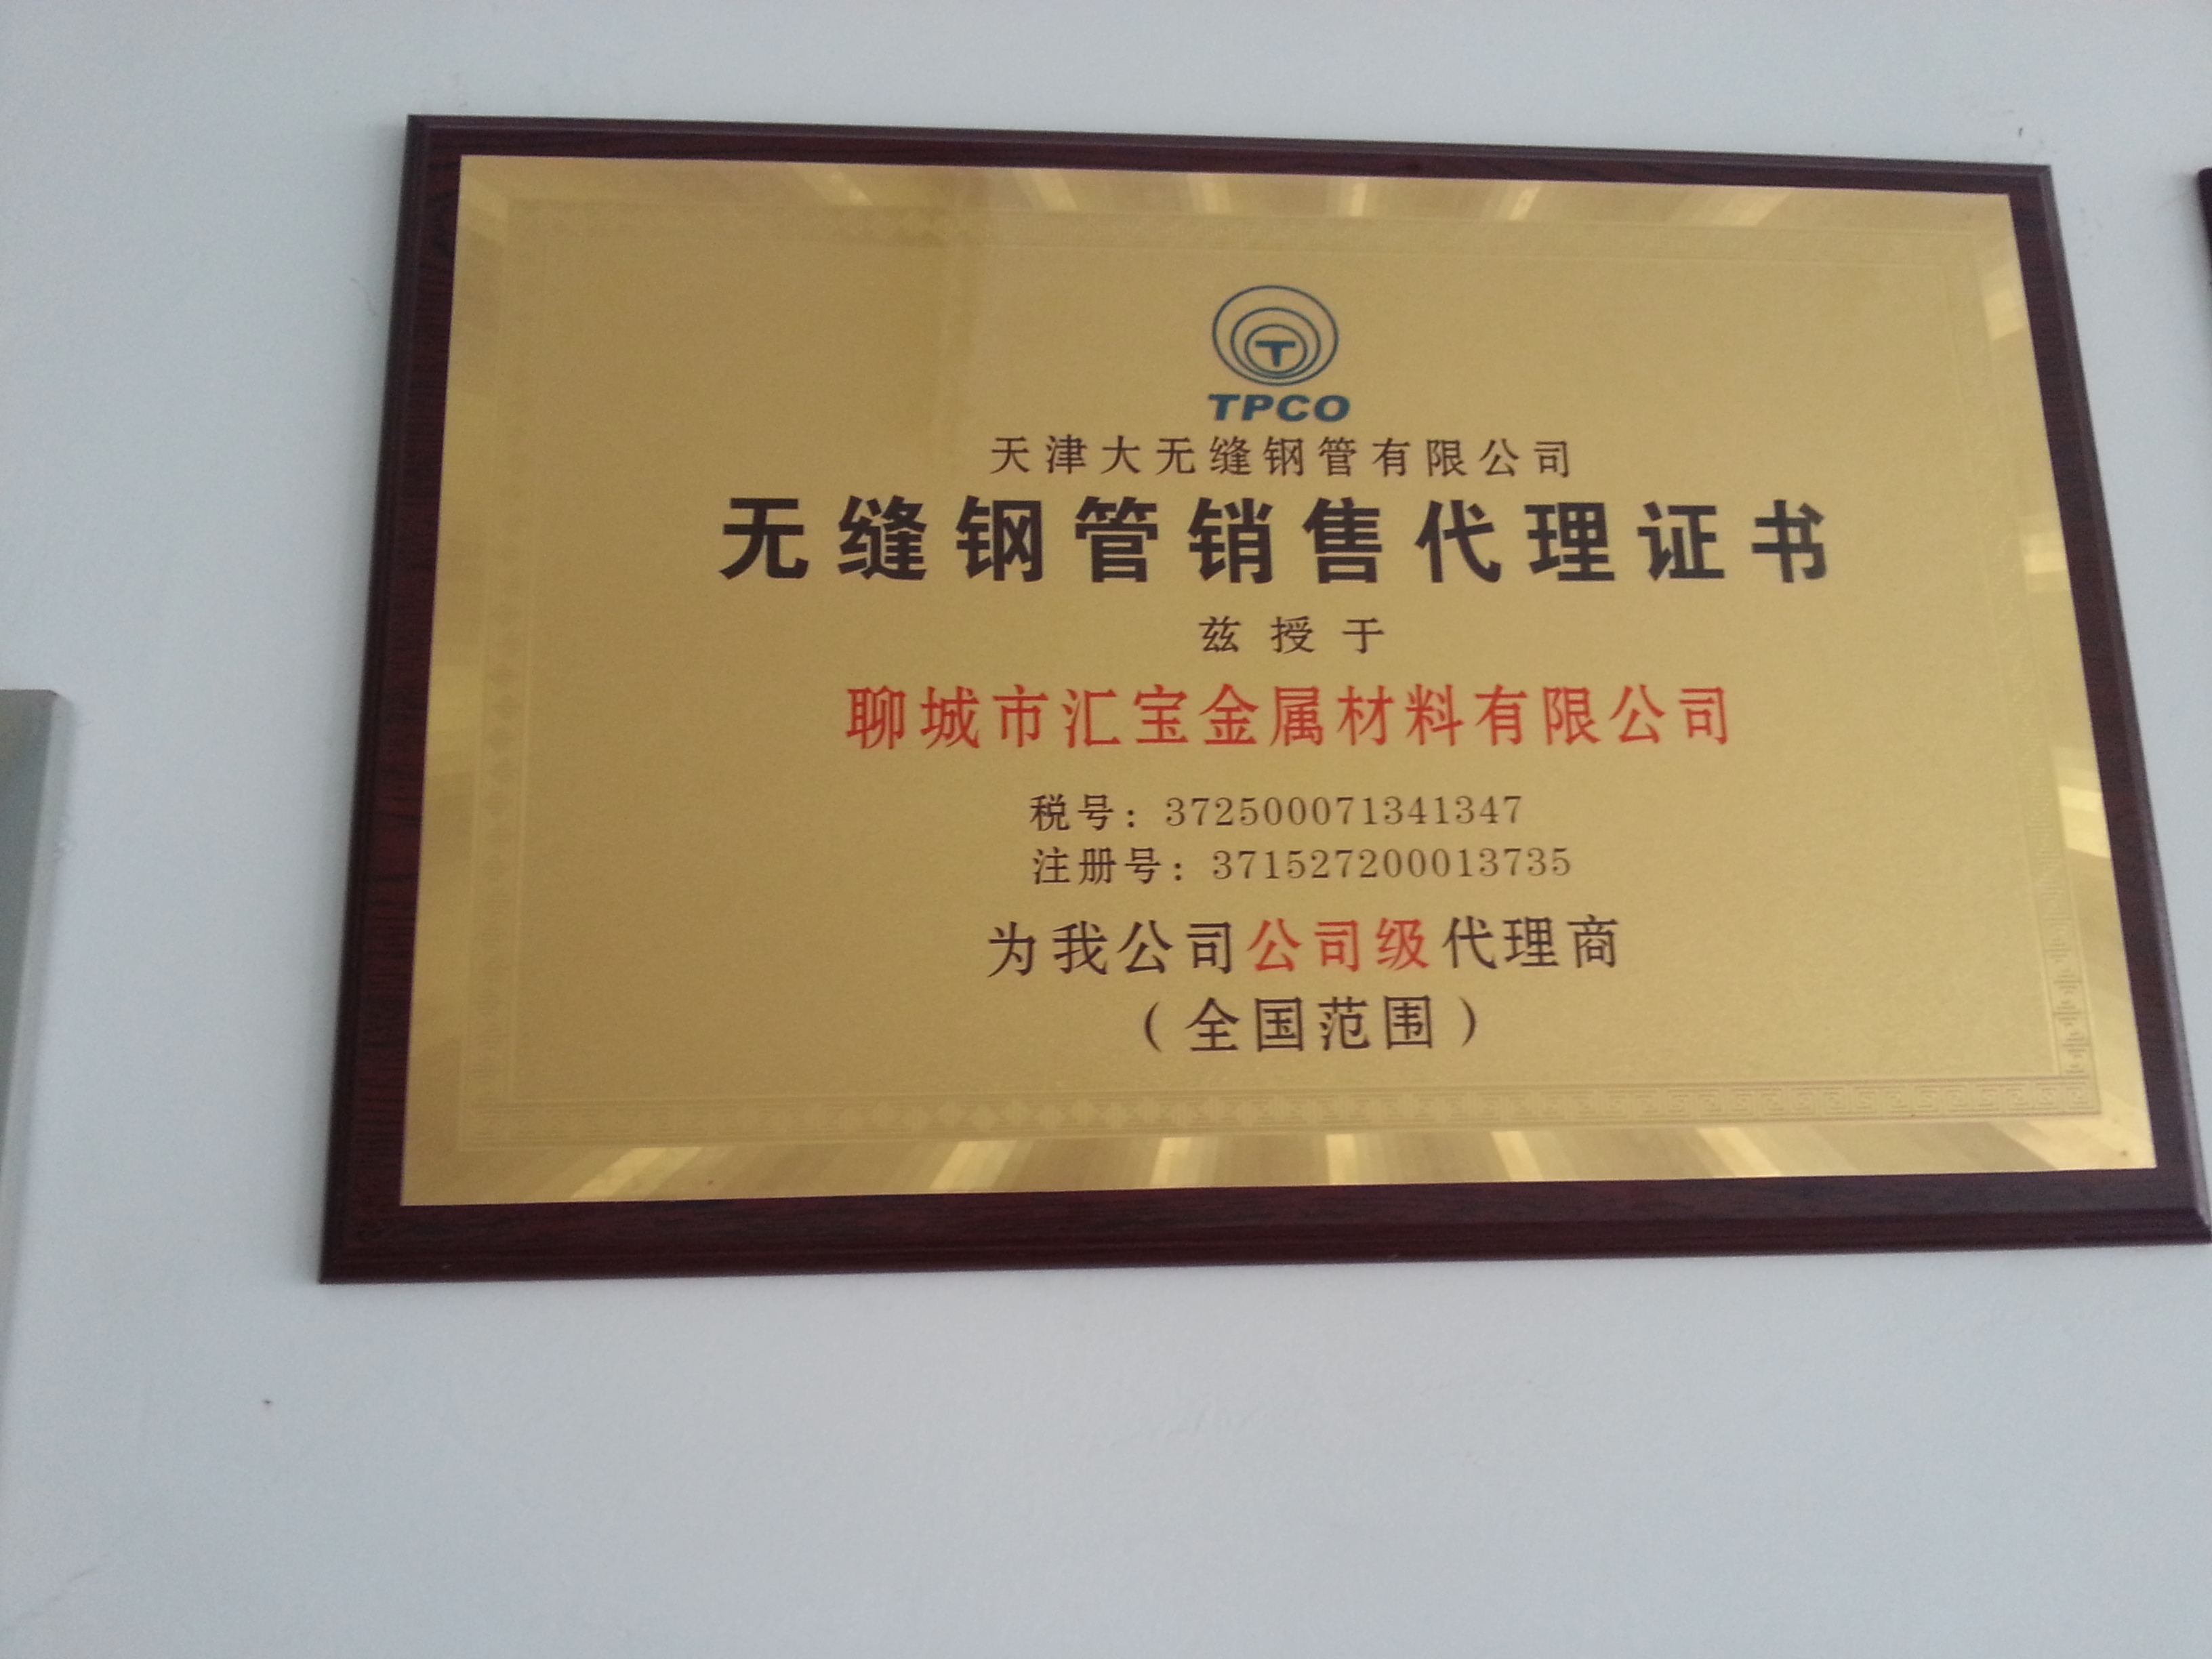 T
TPCO
天津大无缝钢管有限公司
无缝钢管销售代理证书
兹授于
聊城市汇宝金属材料有限公司
税号：372500071341347
注册号：371527200013735
为我公司公司级代理商
（全国范围）